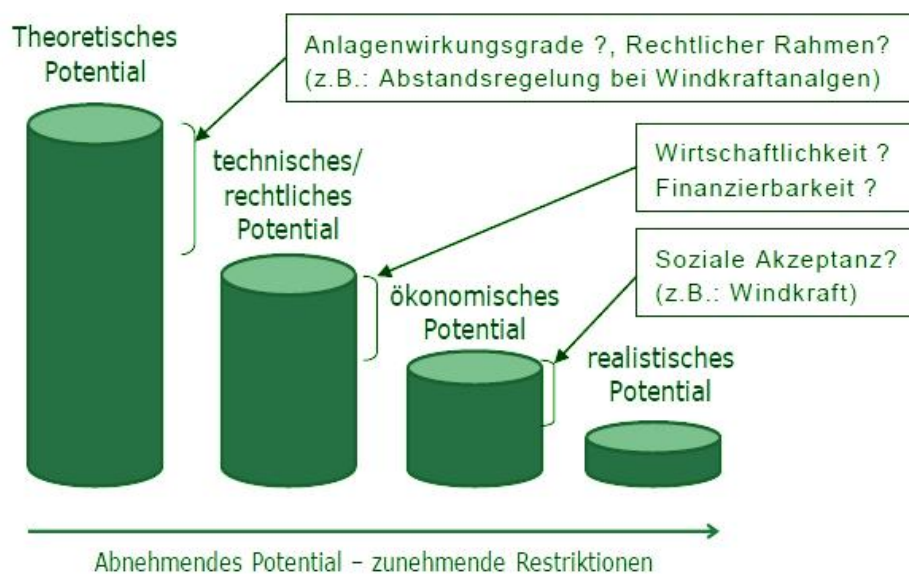 Theoretisches
Potential
Anlagenwirkungsgrade ?, Rechtlicher Rahmen?
(z.B.: Abstandsregelung bei Windkraftanalgen)
technisches/
rechtliches
Potential
Wirtschaftlichkeit ?
Finanzierbarkeit ?
ökonomisches
Potential
Soziale Akzeptanz?
(z.B.: Windkraft)
realistisches
Potential
Abnehmendes Potential – zunehmende Restriktionen